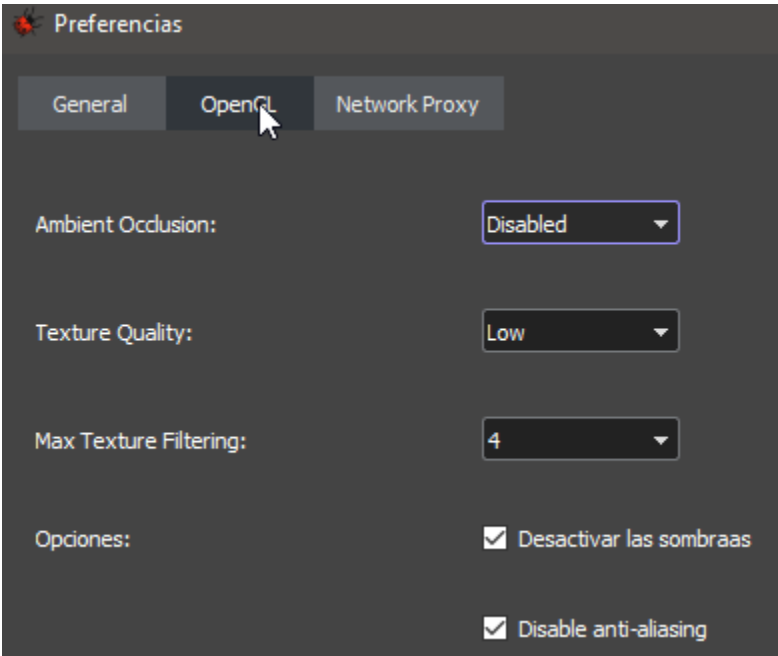 Preferencias
General OpenGL Network Proxy
Ambient Occlusion: Disabled
Texture Quality: Low
Max Texture Filtering: 4
Opciones: Desactivar las sombraas
Disable anti-aliasing